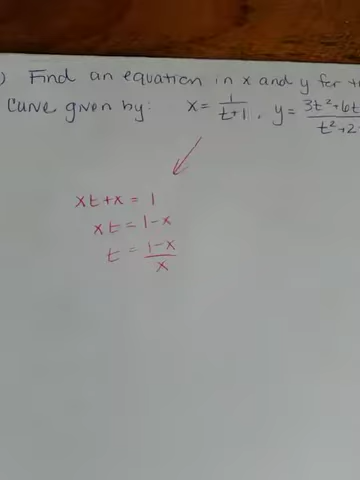 ) Find an equation in x and y for
Curve given by: x = 1/(t+1), y = 3t²+6t/t²+2
xt + x = 1
xt = 1 - x
t = (1-x)/x